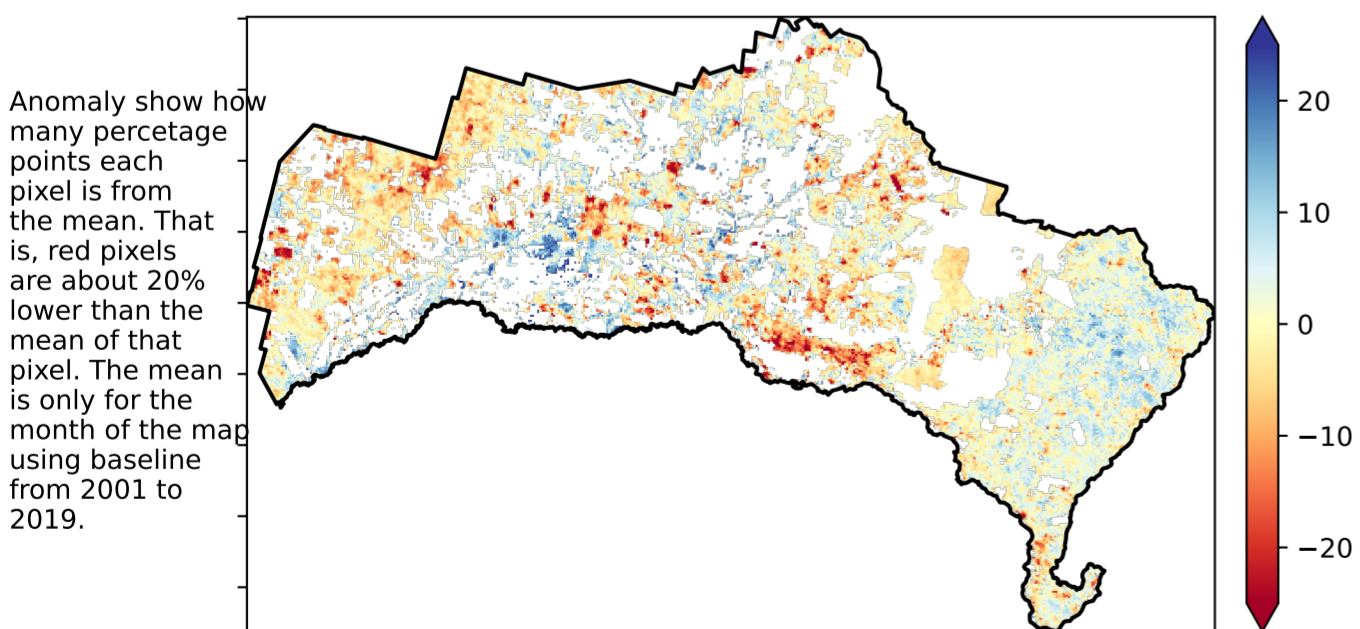 Anomaly show how
many percetage
points each
pixel is from
the mean. That
is, red pixels
are about 20%
lower than the
mean of that
pixel. The mean
is only for the
month of the map
using baseline
from 2001 to
2019.
20
10
0
−10
−20